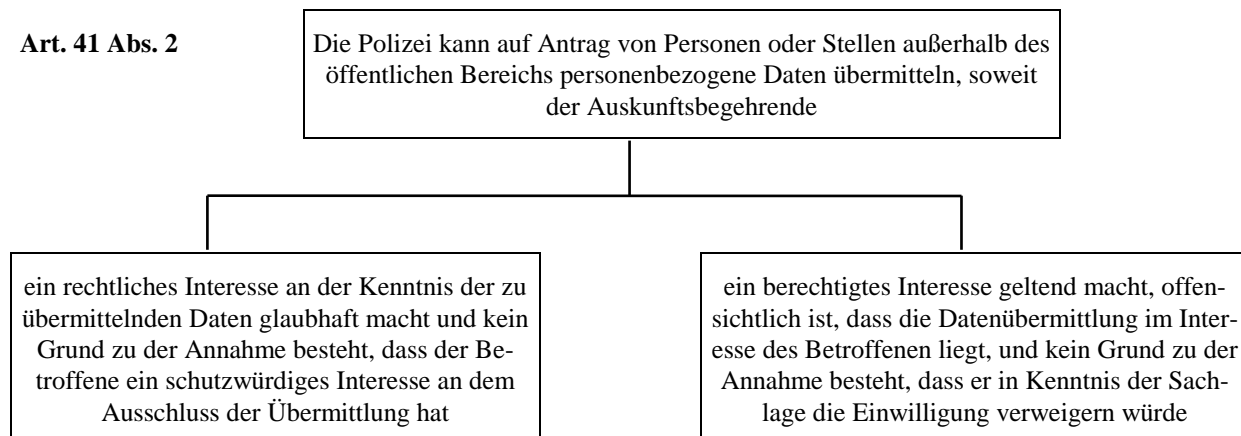 Art. 41 Abs. 2
Die Polizei kann auf Antrag von Personen oder Stellen außerhalb des
öffentlichen Bereichs personenbezogene Daten übermitteln, soweit
der Auskunftsbegehrende
ein rechtliches Interesse an der Kenntnis der zu
übermittelnden Daten glaubhaft macht und kein
Grund zu der Annahme besteht, dass der Be-
troffene ein schutzwürdiges Interesse an dem
Ausschluss der Übermittlung hat
ein berechtigtes Interesse geltend macht, offen-
sichtlich ist, dass die Datenübermittlung im Inter-
esse des Betroffenen liegt, und kein Grund zu der
Annahme besteht, dass er in Kenntnis der Sach-
lage die Einwilligung verweigern würde